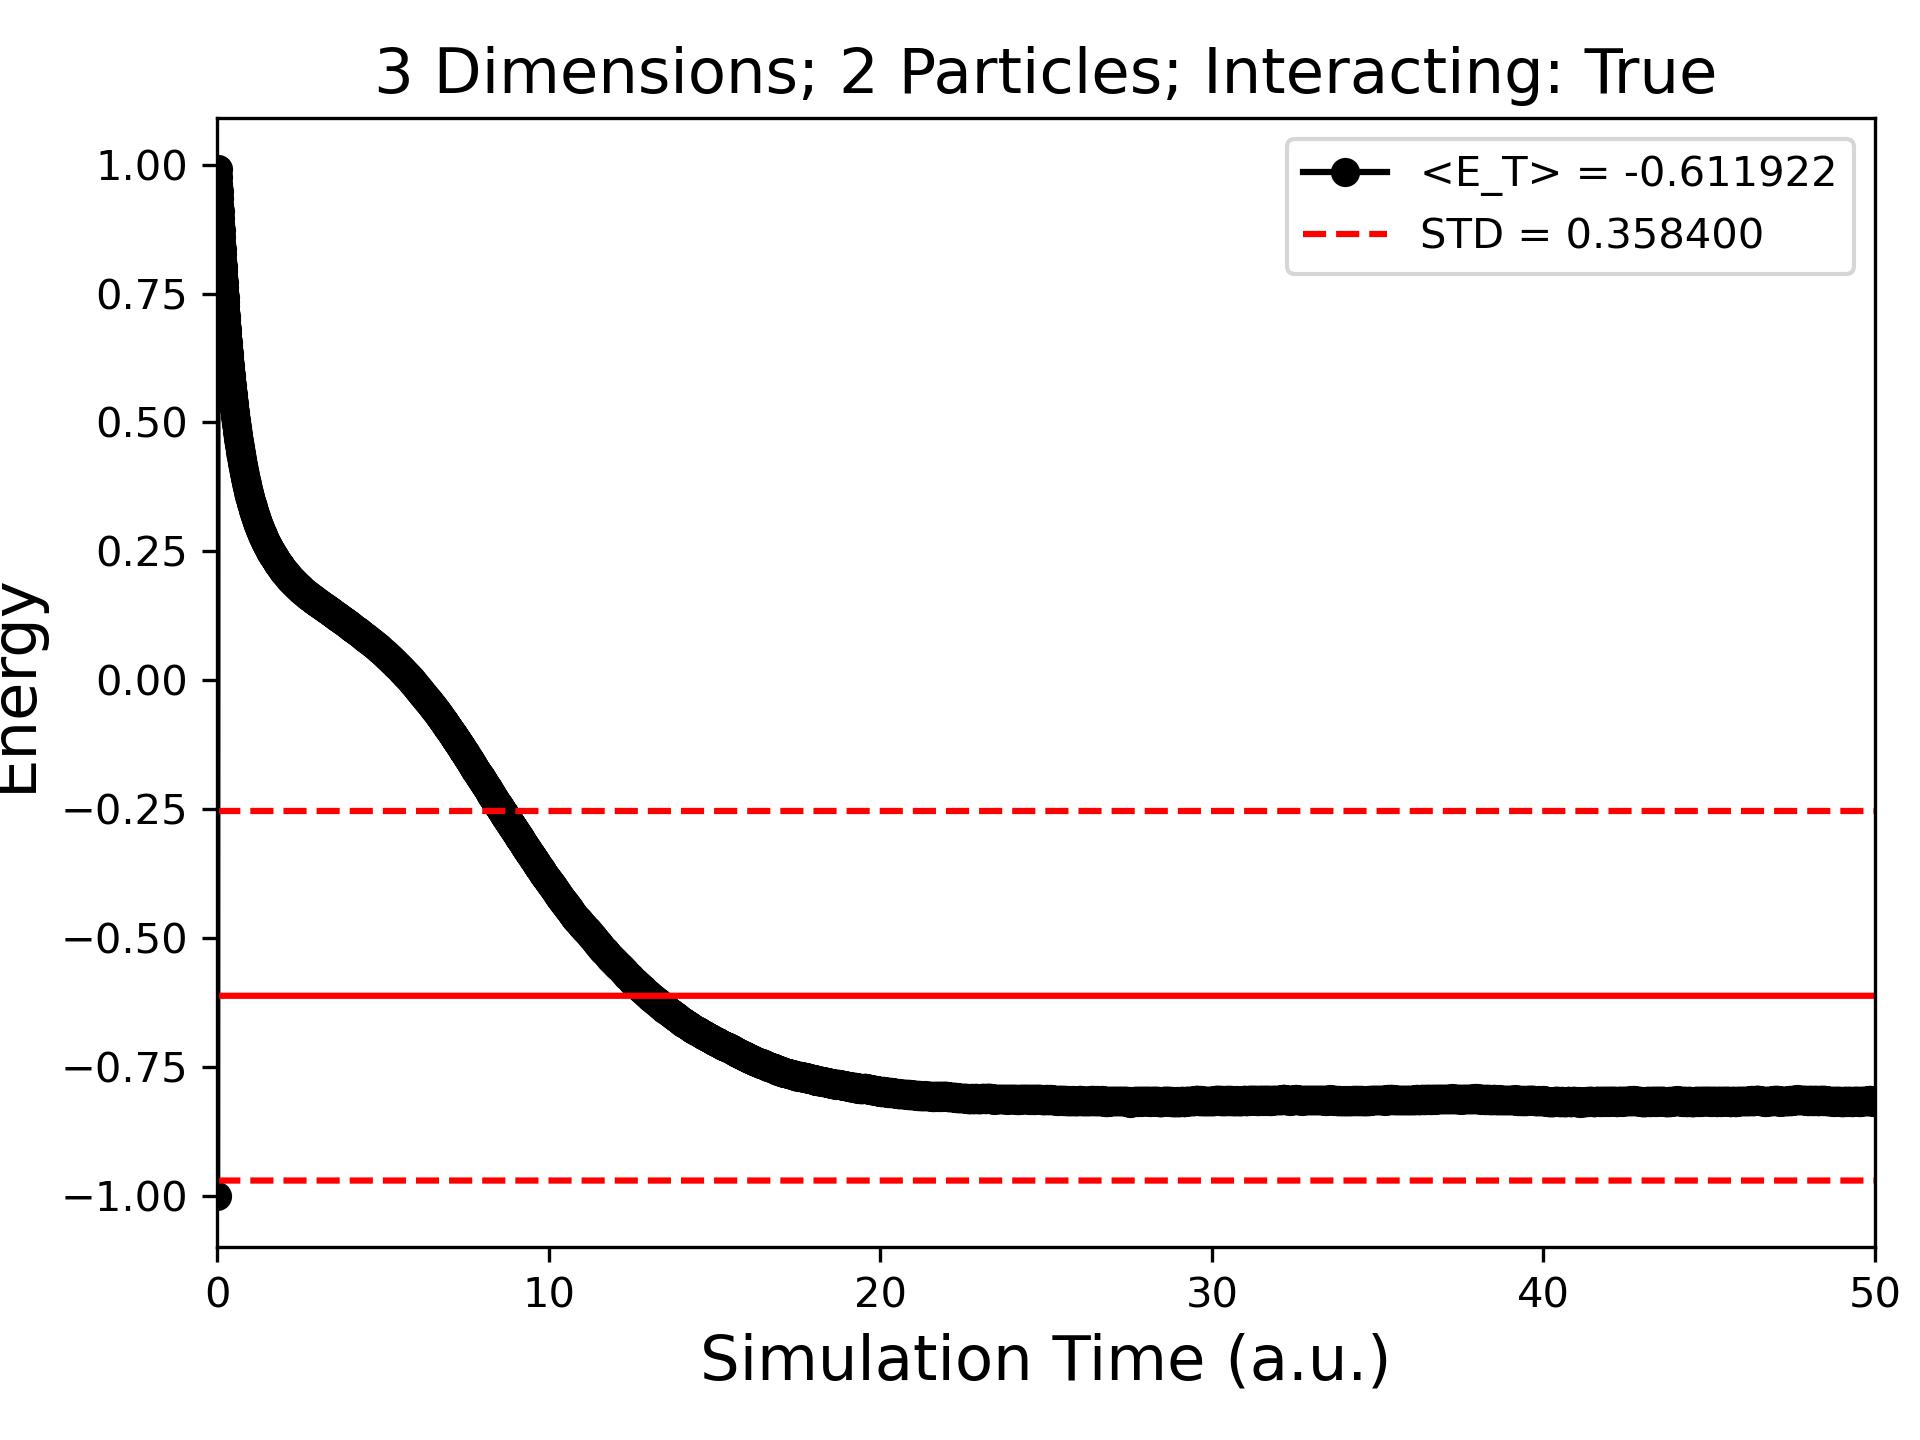 3 Dimensions; 2 Particles; Interacting: True
<E_T> = -0.611922
STD = 0.358400
Energy
1.00
0.75
0.50
0.25
0.00
−0.25
−0.50
−0.75
−1.00
0 10 20 30 40 50
Simulation Time (a.u.)